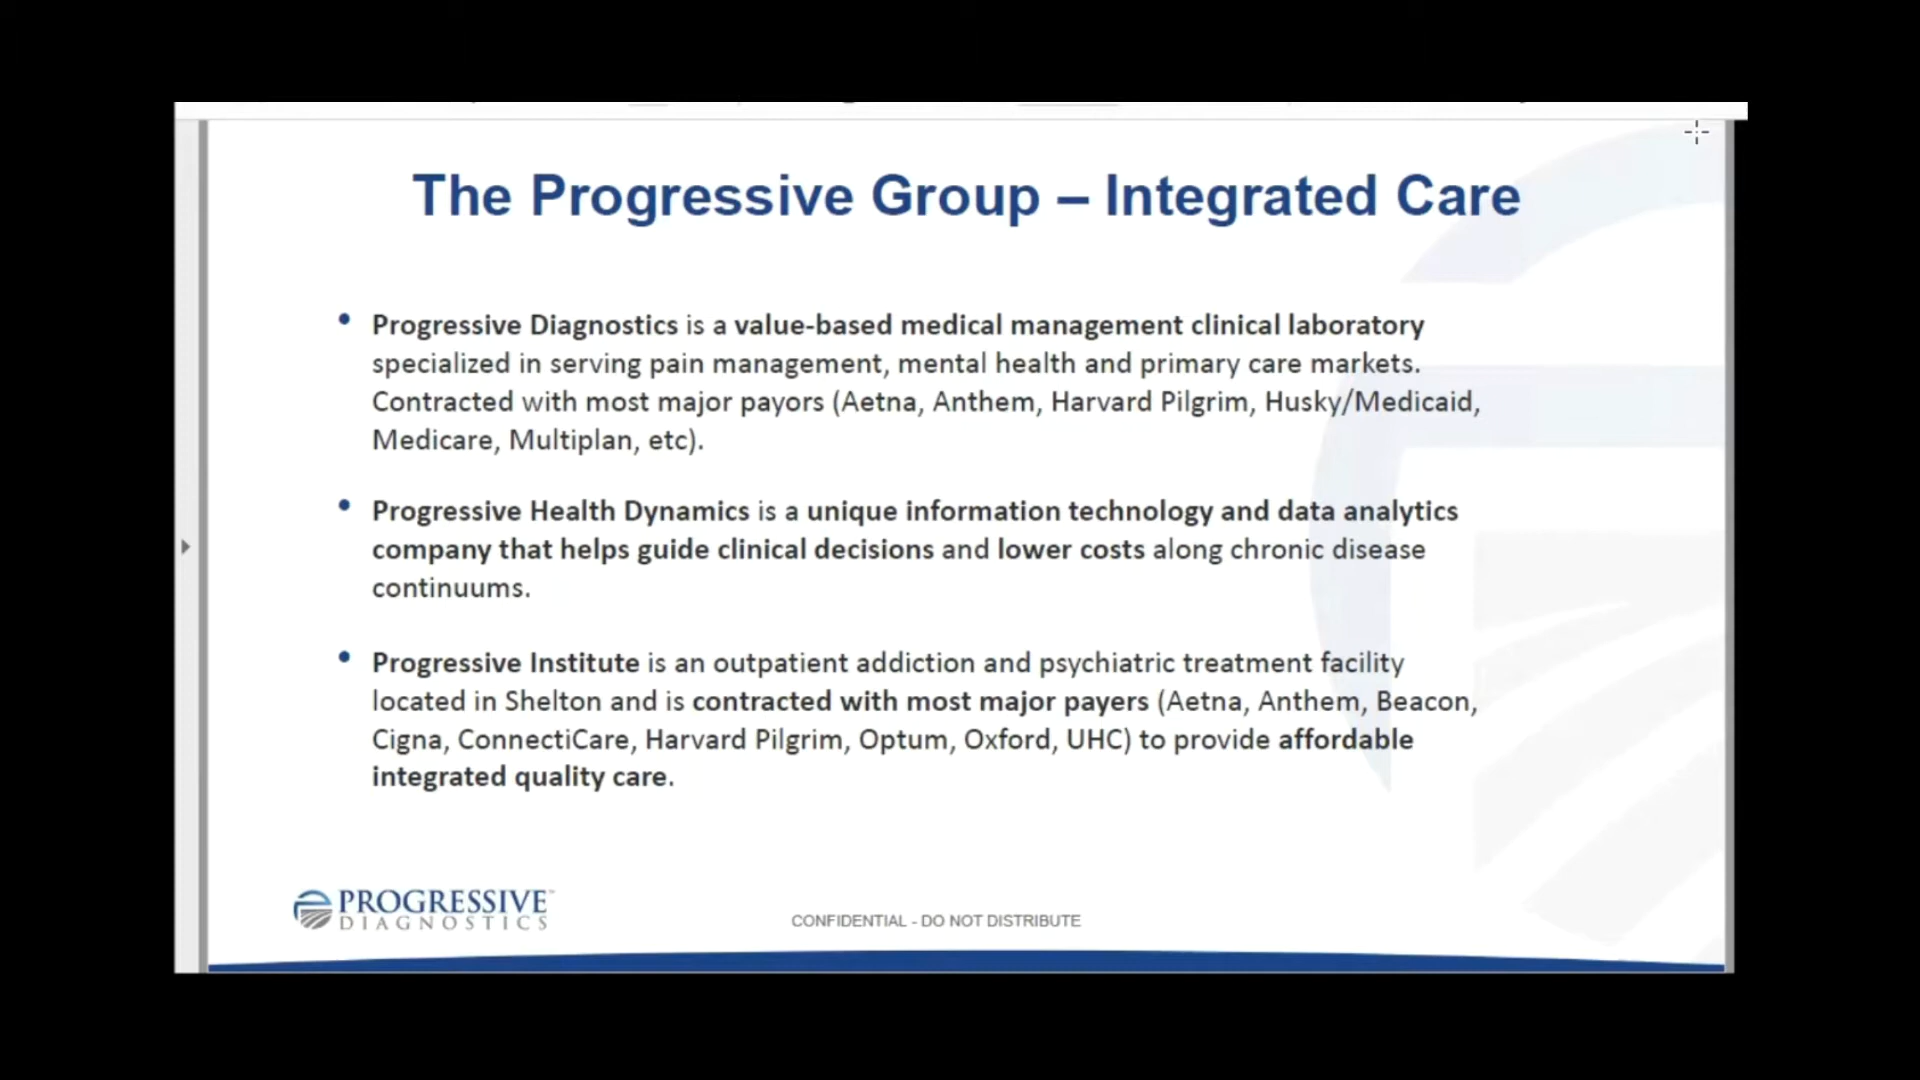 The Progressive Group – Integrated Care
• Progressive Diagnostics is a value-based medical management clinical laboratory
specialized in serving pain management, mental health and primary care markets.
Contracted with most major payors (Aetna, Anthem, Harvard Pilgrim, Husky/Medicaid,
Medicare, Multiplan, etc).
• Progressive Health Dynamics is a unique information technology and data analytics
company that helps guide clinical decisions and lower costs along chronic disease
continuums.
• Progressive Institute is an outpatient addiction and psychiatric treatment facility
located in Shelton and is contracted with most major payers (Aetna, Anthem, Beacon,
Cigna, ConnectiCare, Harvard Pilgrim, Optum, Oxford, UHC) to provide affordable
integrated quality care.
PROGRESSIVE™
DIAGNOSTICS
CONFIDENTIAL - DO NOT DISTRIBUTE